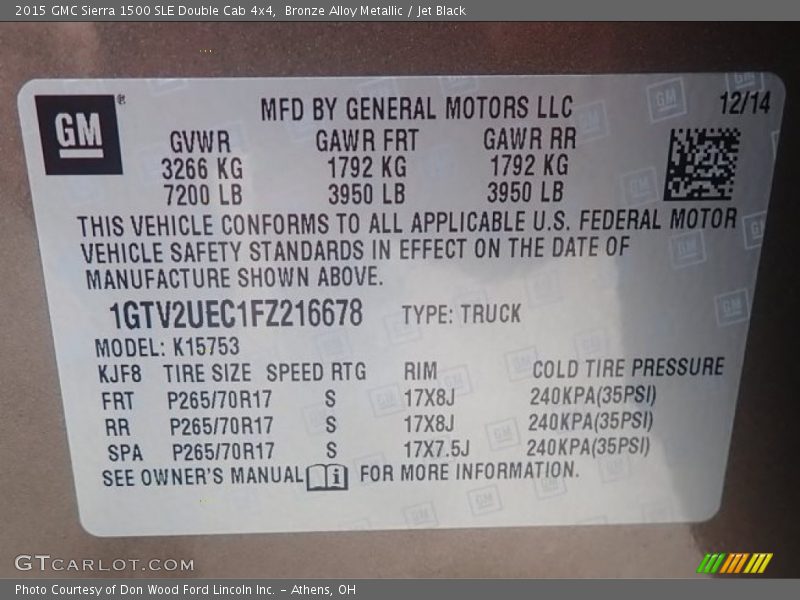 2015 GMC Sierra 1500 SLE Double Cab 4x4, Bronze Alloy Metallic / Jet Black
GM®
MFD BY GENERAL MOTORS LLC 12/14
GVWR GAWR FRT GAWR RR
3266 KG 1792 KG 1792 KG
7200 LB 3950 LB 3950 LB
THIS VEHICLE CONFORMS TO ALL APPLICABLE U.S. FEDERAL MOTOR
VEHICLE SAFETY STANDARDS IN EFFECT ON THE DATE OF
MANUFACTURE SHOWN ABOVE.
1GTV2UEC1FZ216678 TYPE: TRUCK
MODEL: K15753
KJF8 TIRE SIZE SPEED RTG RIM COLD TIRE PRESSURE
FRT P265/70R17 S 17X8J 240KPA(35PSI)
RR P265/70R17 S 17X8J 240KPA(35PSI)
SPA P265/70R17 S 17X7.5J 240KPA(35PSI)
SEE OWNER'S MANUAL i FOR MORE INFORMATION.
GTCARLOT.COM
Photo Courtesy of Don Wood Ford Lincoln Inc. - Athens, OH